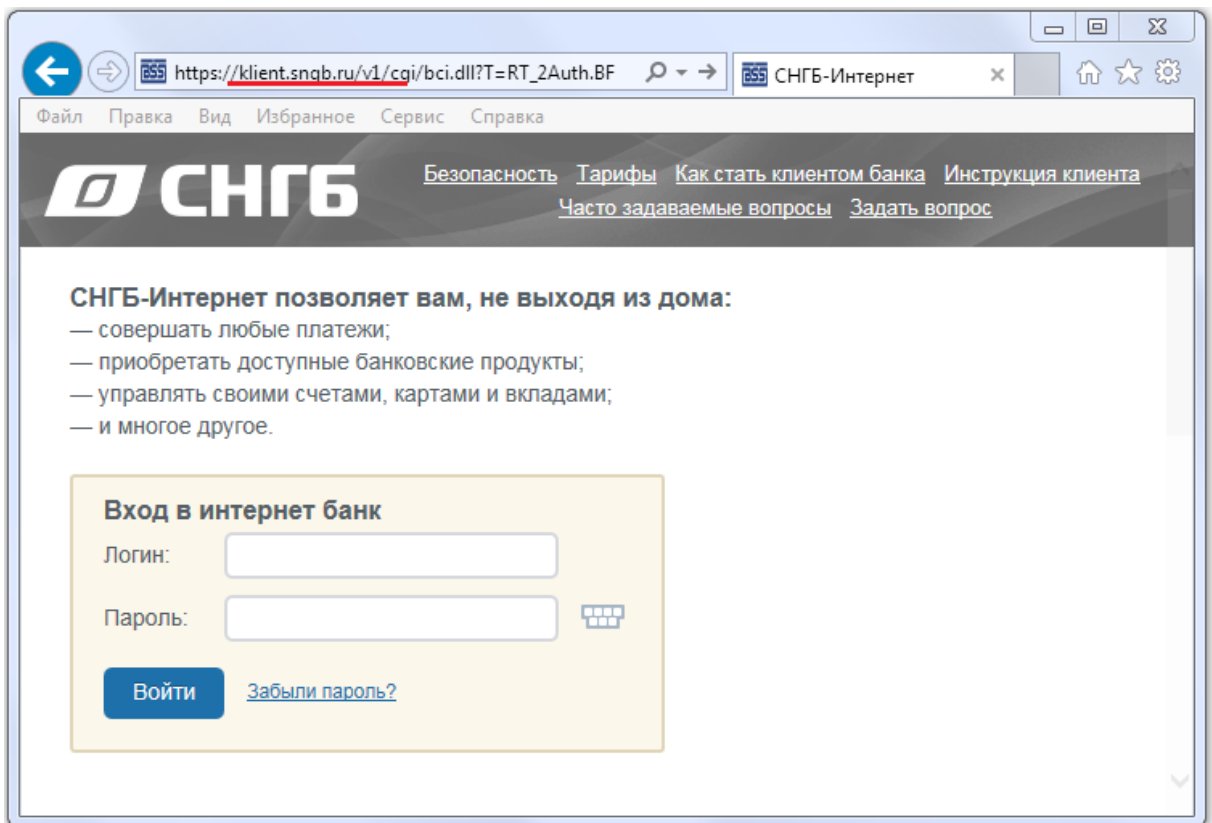 https://klient.sngb.ru/v1/cgi/bci.dll?T=RT_2Auth.BF
СНГБ-Интернет
Файл Правка Вид Избранное Сервис Справка
СНГБ
Безопасность Тарифы Как стать клиентом банка Инструкция клиента
Часто задаваемые вопросы Задать вопрос
СНГБ-Интернет позволяет вам, не выходя из дома:
— совершать любые платежи;
— приобретать доступные банковские продукты;
— управлять своими счетами, картами и вкладами;
— и многое другое.
Вход в интернет банк
Логин:
Пароль:
Войти Забыли пароль?